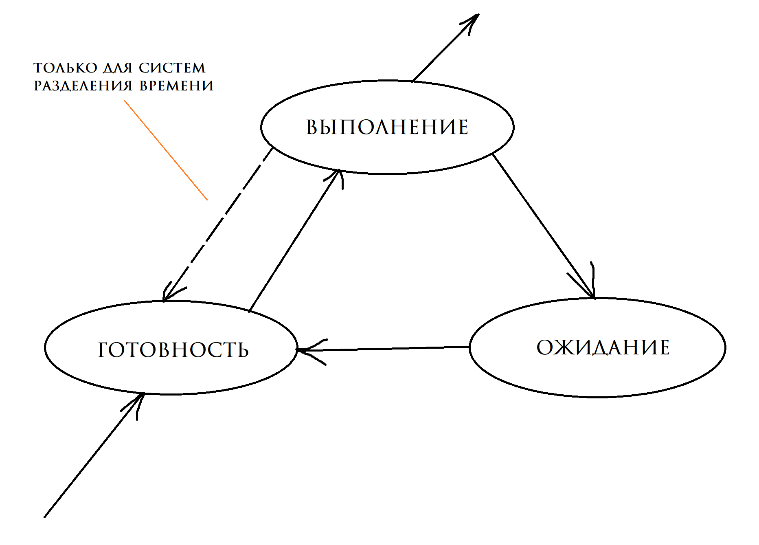 ТОЛЬКО ДЛЯ СИСТЕМ
РАЗДЕЛЕНИЯ ВРЕМЕНИ
ВЫПОЛНЕНИЕ
ГОТОВНОСТЬ
ОЖИДАНИЕ